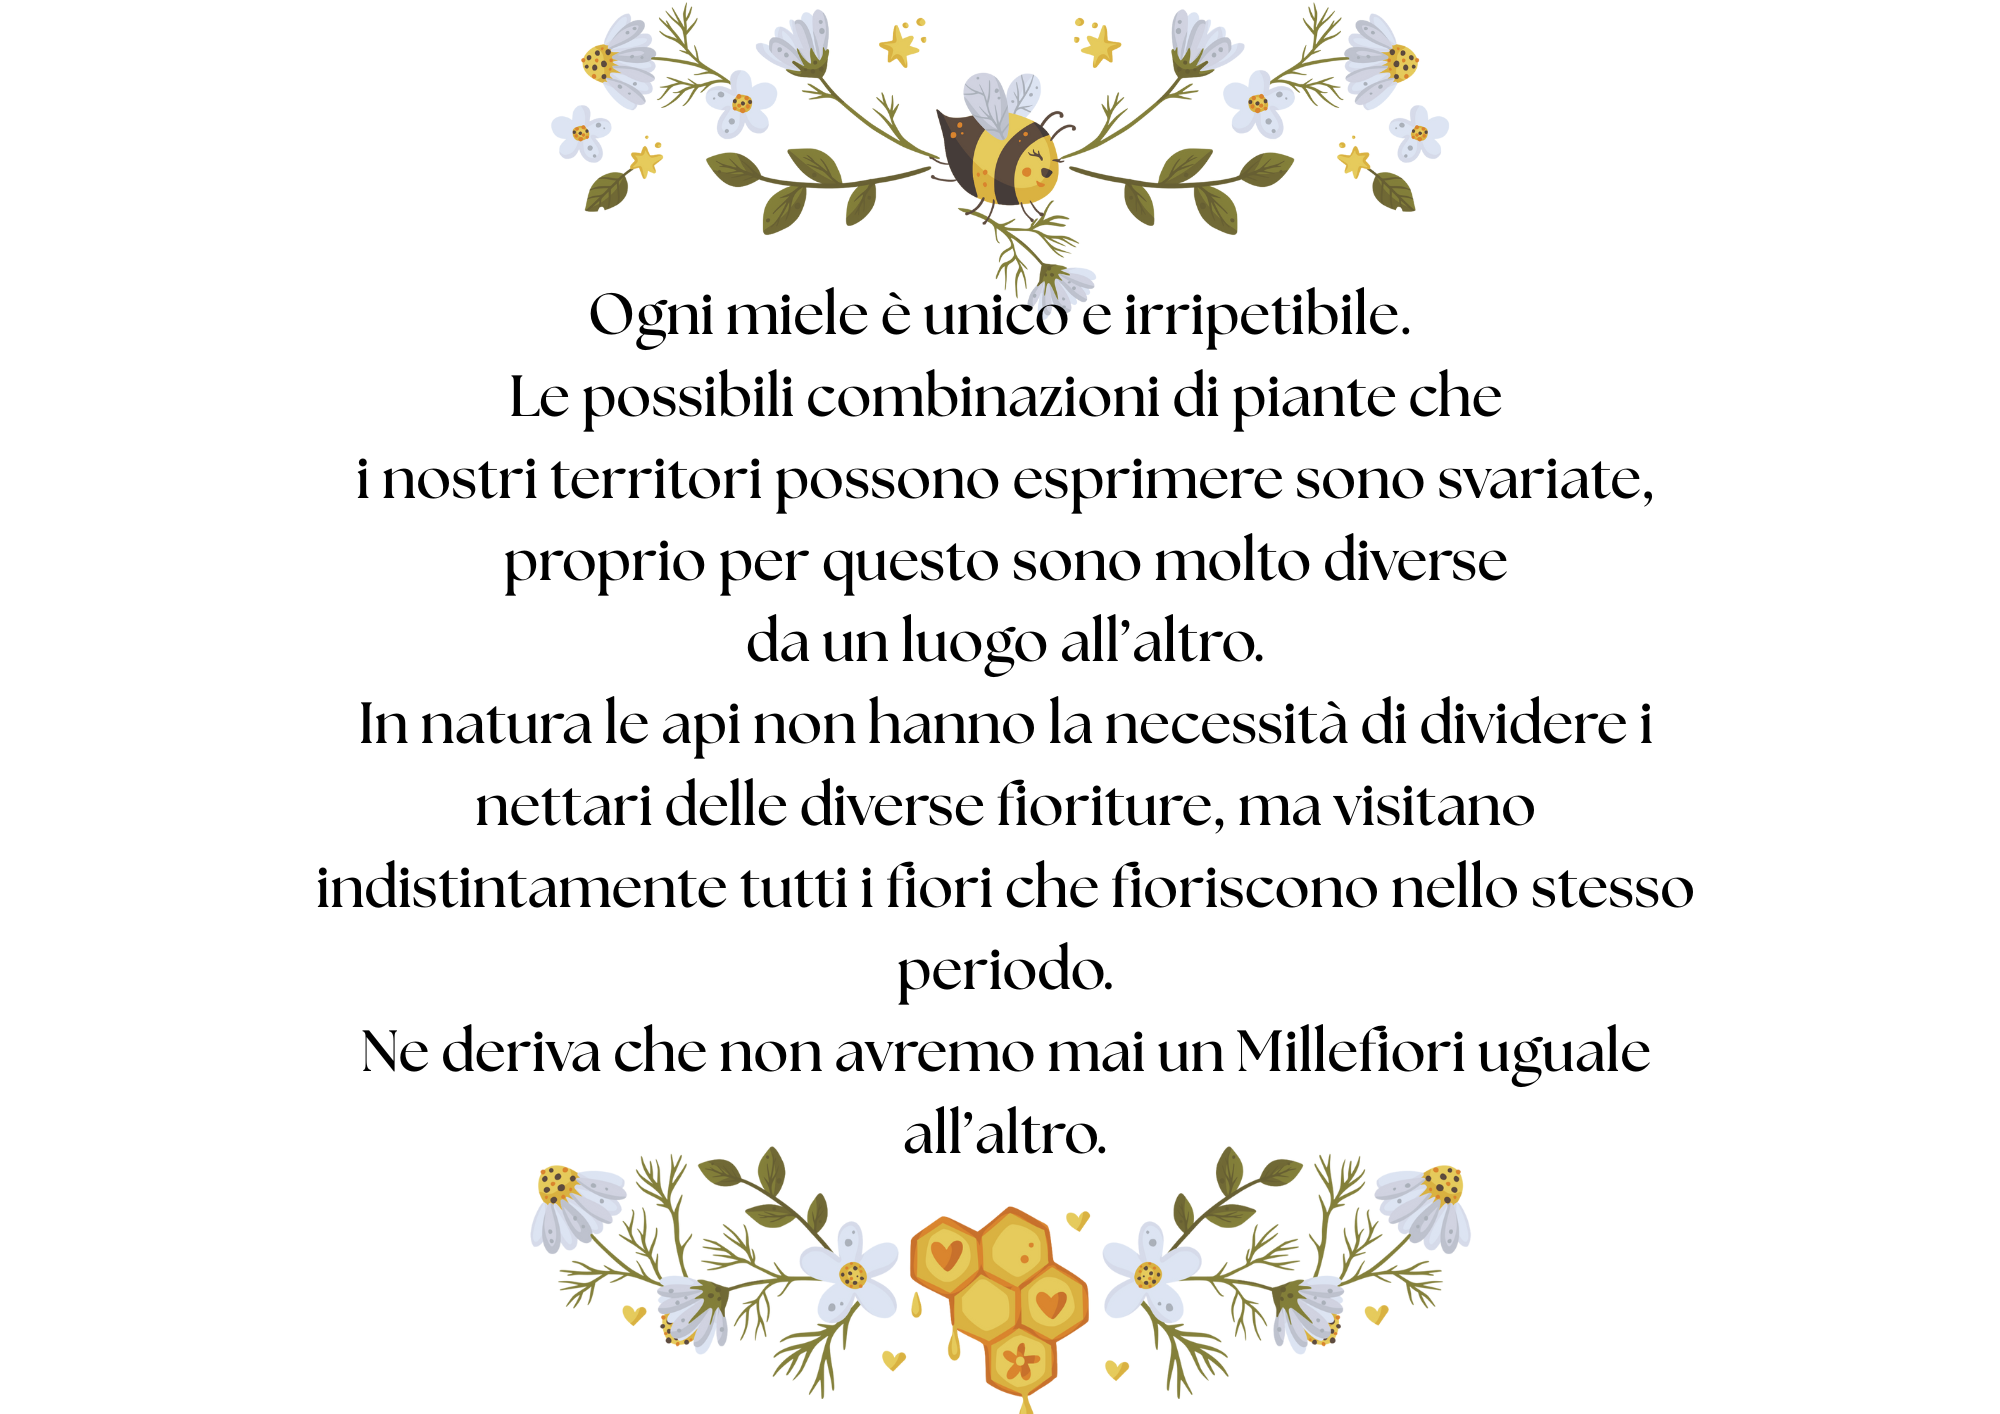 Ogni miele è unico e irripetibile.
Le possibili combinazioni di piante che
i nostri territori possono esprimere sono svariate,
proprio per questo sono molto diverse
da un luogo all’altro.
In natura le api non hanno la necessità di dividere i
nettari delle diverse fioriture, ma visitano
indistintamente tutti i fiori che fioriscono nello stesso
periodo.
Ne deriva che non avremo mai un Millefiori uguale
all’altro.